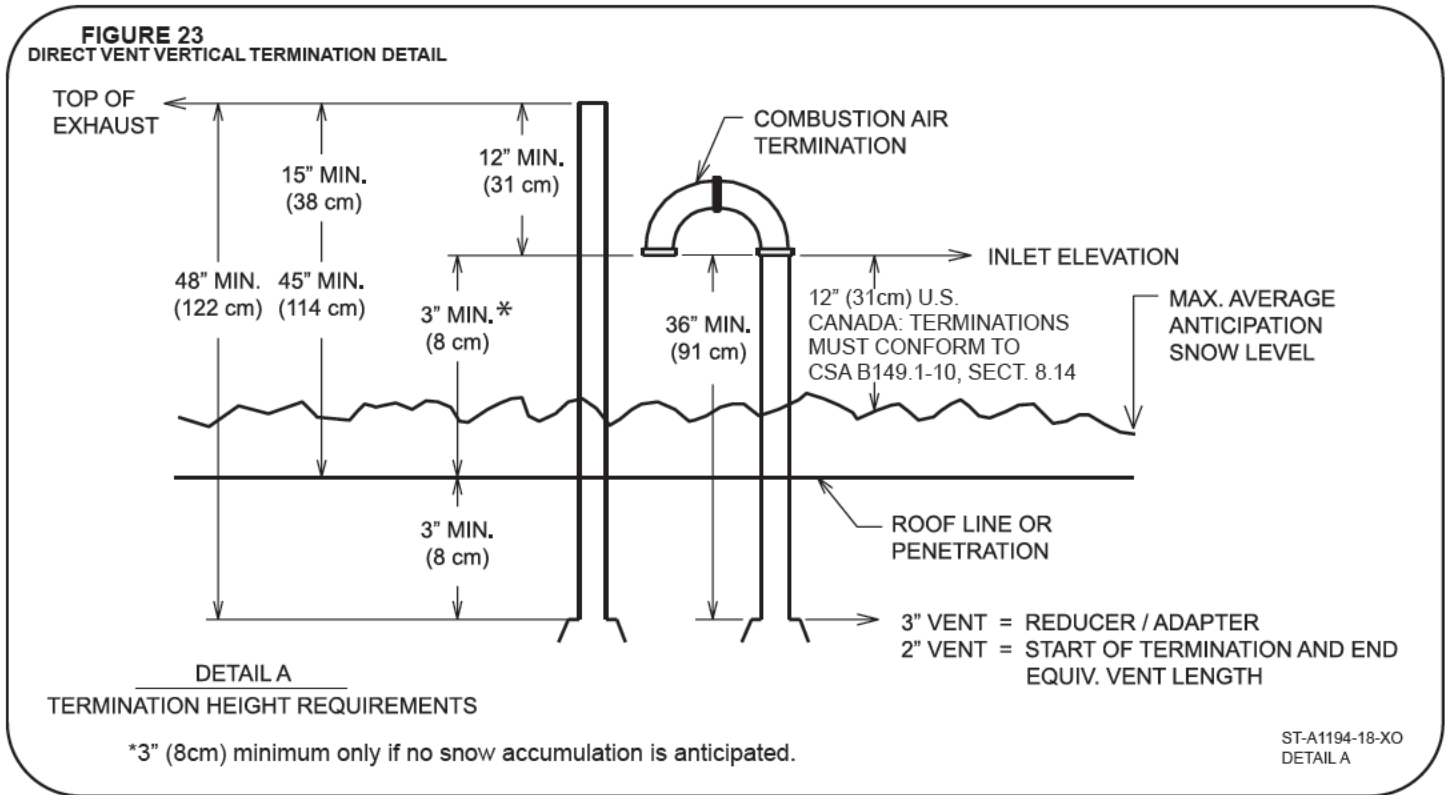 FIGURE 23
DIRECT VENT VERTICAL TERMINATION DETAIL
TOP OF
EXHAUST
COMBUSTION AIR
TERMINATION
12” MIN.
(31 cm)
15” MIN.
(38 cm)
INLET ELEVATION
48” MIN.
(122 cm)
45” MIN.
(114 cm)
3” MIN.*
(8 cm)
36” MIN.
(91 cm)
12” (31cm) U.S.
CANADA: TERMINATIONS
MUST CONFORM TO
CSA B149.1-10, SECT. 8.14
MAX. AVERAGE
ANTICIPATION
SNOW LEVEL
3” MIN.
(8 cm)
ROOF LINE OR
PENETRATION
3” VENT = REDUCER / ADAPTER
2” VENT = START OF TERMINATION AND END
EQUIV. VENT LENGTH
DETAIL A
TERMINATION HEIGHT REQUIREMENTS
*3” (8cm) minimum only if no snow accumulation is anticipated.
ST-A1194-18-XO
DETAIL A